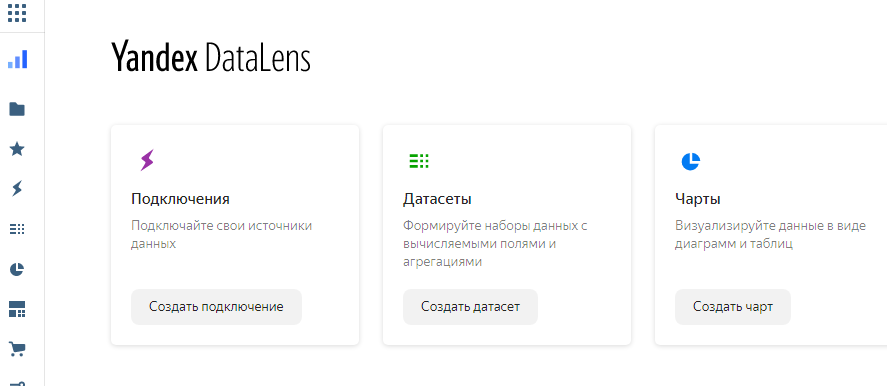 Yandex DataLens
Подключения
Подключайте свои источники
данных
Создать подключение
Датасеты
Формируйте наборы данных с
вычисляемыми полями и
агрегациями
Создать датасет
Чарты
Визуализируйте данные в виде
диаграмм и таблиц
Создать чарт